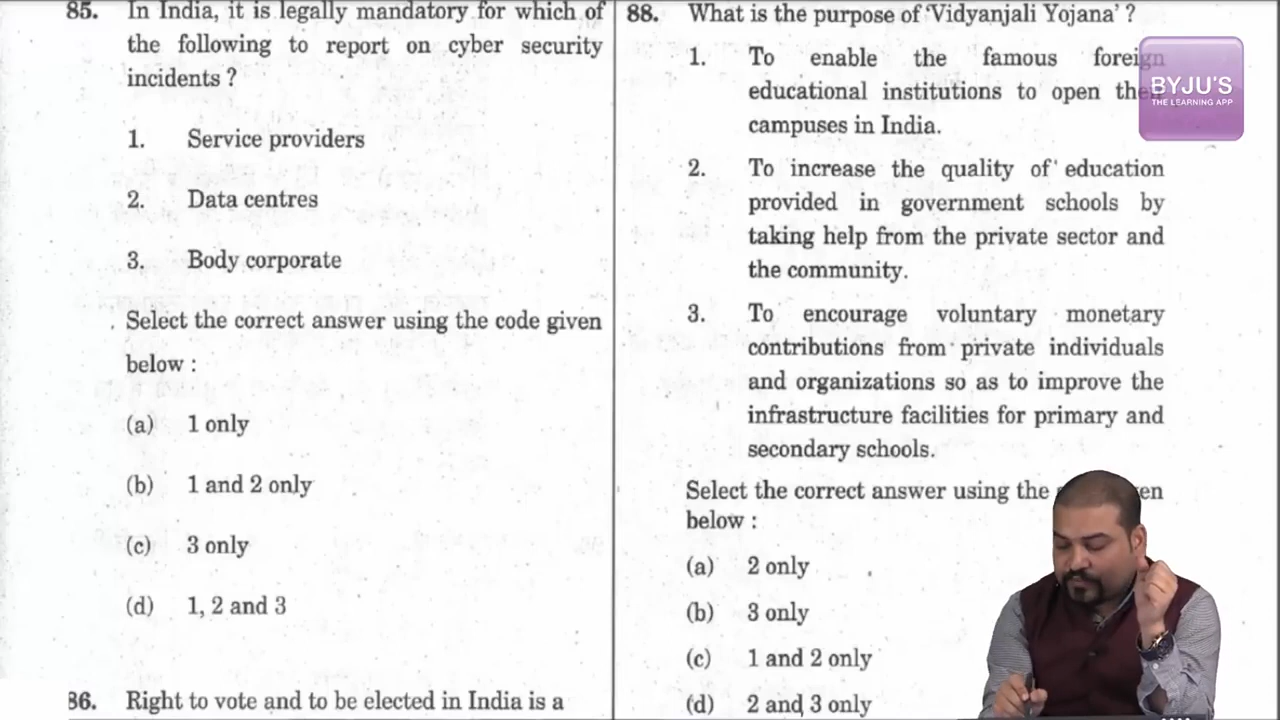 85. In India, it is legally mandatory for which of
the following to report on cyber security
incidents ?
1. Service providers
2. Data centres
3. Body corporate
Select the correct answer using the code given
below :
(a) 1 only
(b) 1 and 2 only
(c) 3 only
(d) 1, 2 and 3
86. Right to vote and to be elected in India is a
88. What is the purpose of ‘Vidyanjali Yojana’ ?
1. To enable the famous foreign
educational institutions to open their
campuses in India.
2. To increase the quality of education
provided in government schools by
taking help from the private sector and
the community.
3. To encourage voluntary monetary
contributions from private individuals
and organizations so as to improve the
infrastructure facilities for primary and
secondary schools.
Select the correct answer using the
below :
(a) 2 only
(b) 3 only
(c) 1 and 2 only
(d) 2 and 3 only
BYJU'S
THE LEARNING APP